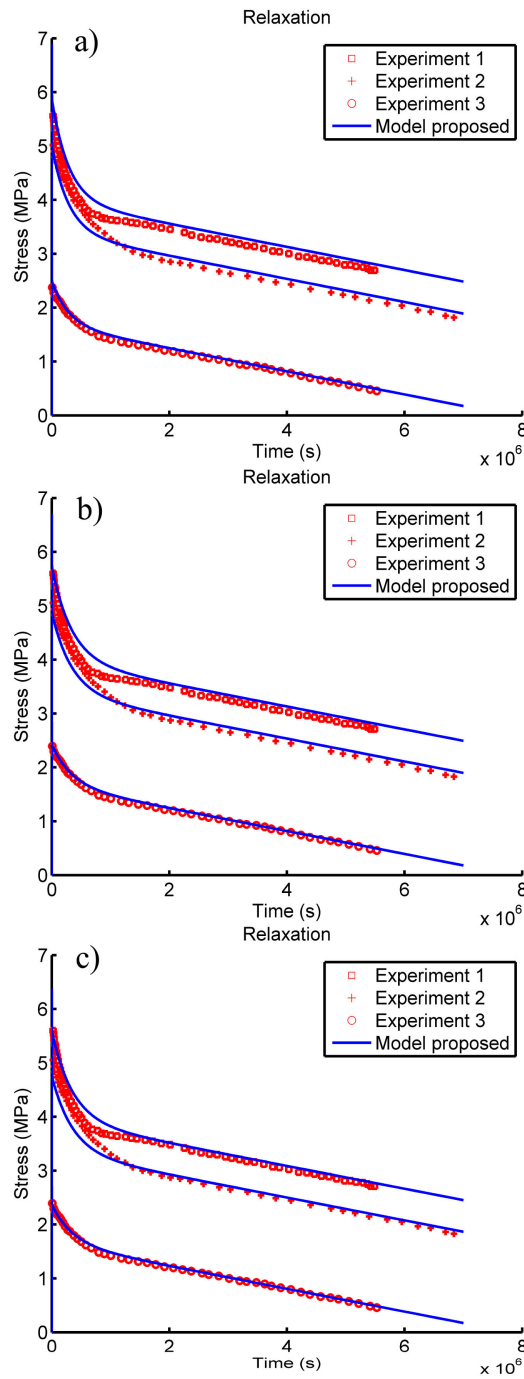 Relaxation
a)
Experiment 1
Experiment 2
Experiment 3
Model proposed
Stress (MPa)
7
6
5
4
3
2
1
0
0 2 4 6 8
Time (s)
x 10^6
Relaxation
b)
Experiment 1
Experiment 2
Experiment 3
Model proposed
Stress (MPa)
7
6
5
4
3
2
1
0
0 2 4 6 8
Time (s)
x 10^6
Relaxation
c)
Experiment 1
Experiment 2
Experiment 3
Model proposed
Stress (MPa)
7
6
5
4
3
2
1
0
0 2 4 6 8
Time (s)
x 10^6
Relaxation